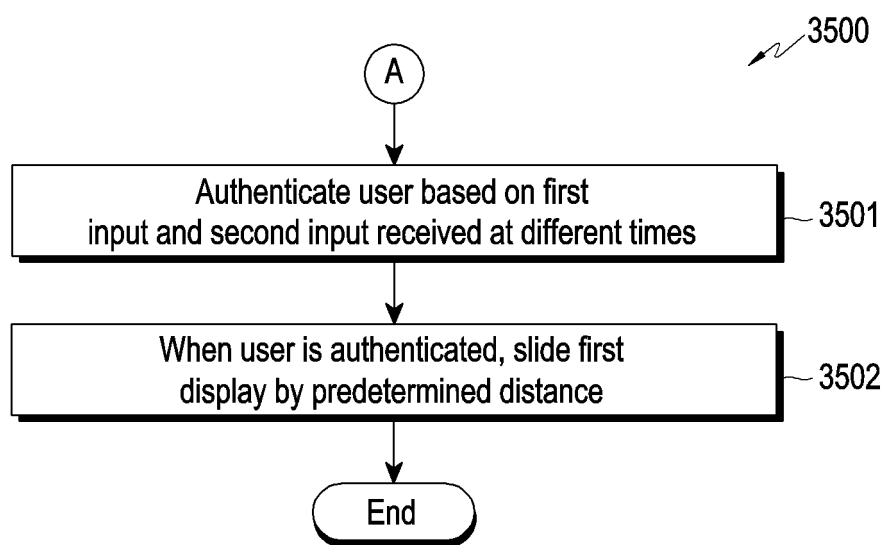 3500
A
Authenticate user based on first
input and second input received at different times
3501
When user is authenticated, slide first
display by predetermined distance
3502
End